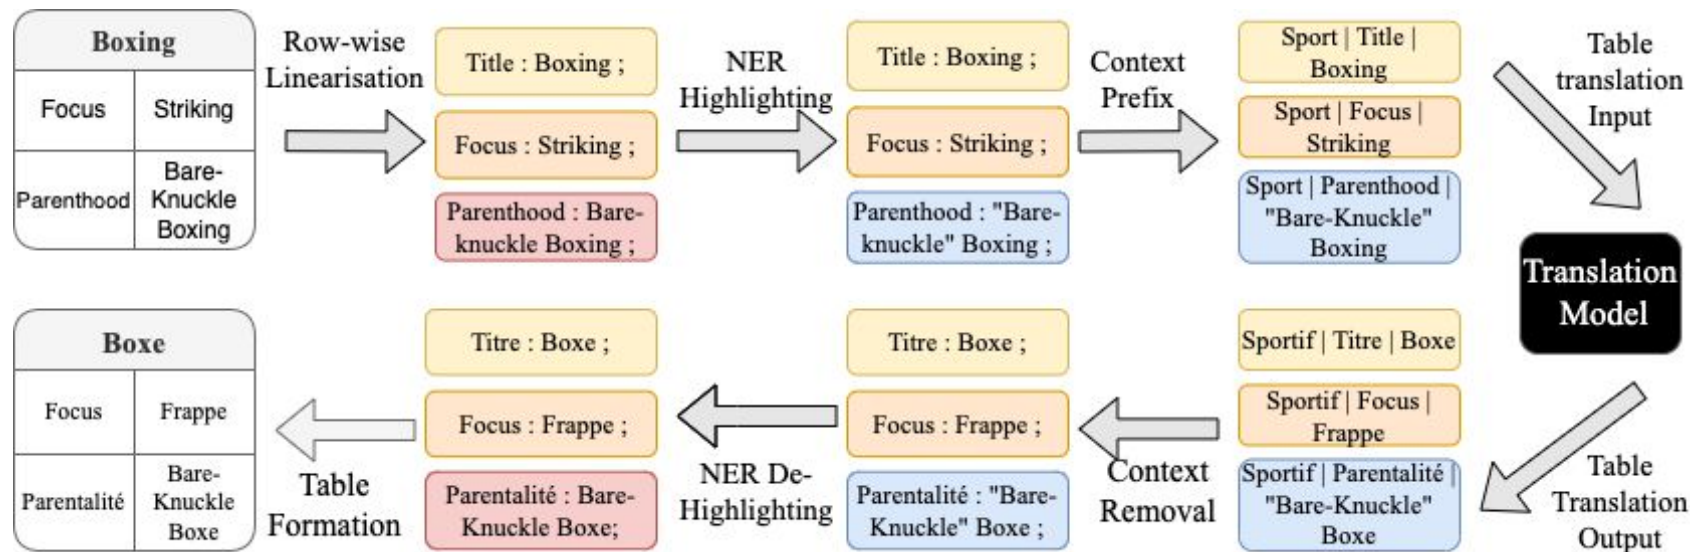 Boxing
Focus
Striking
Parenthood
Bare-
Knuckle
Boxing
Row-wise
Linearisation
Title : Boxing ;
Focus : Striking ;
Parenthood : Bare-
knuckle Boxing ;
NER
Highlighting
Title : Boxing ;
Focus : Striking ;
Parenthood : "Bare-
knuckle" Boxing ;
Context
Prefix
Sport | Title |
Boxing
Sport | Focus |
Striking
Sport | Parenthood |
"Bare-Knuckle"
Boxing
Table
translation
Input
Translation
Model
Table
Translation
Output
Sportif | Titre | Boxe
Sportif | Focus |
Frappe
Sportif | Parentalité |
"Bare-Knuckle"
Boxe
Context
Removal
Titre : Boxe ;
Focus : Frappe ;
Parentalité : "Bare-
Knuckle" Boxe ;
NER De-
Highlighting
Titre : Boxe ;
Focus : Frappe ;
Parentalité : Bare-
Knuckle Boxe;
Table
Formation
Boxe
Focus
Frappe
Parentalité
Bare-
Knuckle
Boxe